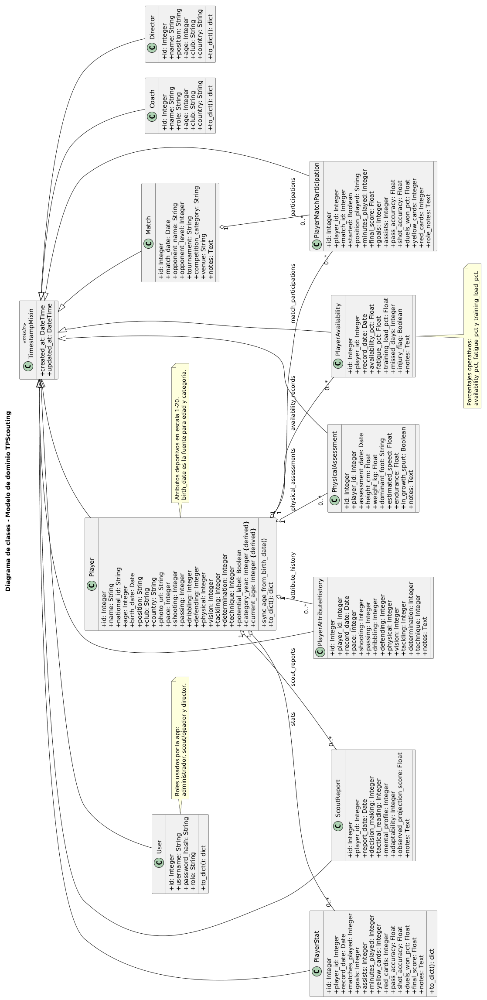 Diagrama de clases - Modelo de dominio TPScouting
«mixin»
C TimestampMixin
+created_at: DateTime
+updated_at: DateTime
C User
+id: Integer
+username: String
+password_hash: String
+role: String
+to_dict(): dict
Roles usados por la app:
administrador, scout/ojeador y director.
C Player
+id: Integer
+name: String
+national_id: String
+age: Integer
+birth_date: Date
+position: String
+club: String
+country: String
+photo_url: String
+pace: Integer
+shooting: Integer
+passing: Integer
+dribbling: Integer
+defending: Integer
+physical: Integer
+vision: Integer
+tackling: Integer
+determination: Integer
+technique: Integer
+potential_label: Boolean
+category_year: Integer {derived}
+current_age: Integer {derived}
+sync_age_from_birth_date()
+to_dict(): dict
Atributos deportivos en escala 1-20.
birth_date es la fuente para edad y categoria.
C Match
+id: Integer
+match_date: Date
+opponent_name: String
+opponent_level: Integer
+tournament: String
+competition_category: String
+venue: String
+notes: Text
C Coach
+id: Integer
+name: String
+role: String
+age: Integer
+club: String
+country: String
+to_dict(): dict
C Director
+id: Integer
+name: String
+position: String
+age: Integer
+club: String
+country: String
+to_dict(): dict
1
1
1
1
1
1
1
stats
scout_reports
attribute_history
physical_assessments
availability_records
match_participations
participations
0..*
0..*
0..*
0..*
0..*
0..*
0..*
C PlayerStat
+id: Integer
+player_id: Integer
+record_date: Date
+matches_played: Integer
+goals: Integer
+assists: Integer
+minutes_played: Integer
+yellow_cards: Integer
+red_cards: Integer
+pass_accuracy: Float
+shot_accuracy: Float
+duels_won_pct: Float
+final_score: Float
+notes: Text
+to_dict(): dict
C ScoutReport
+id: Integer
+player_id: Integer
+report_date: Date
+decision_making: Integer
+tactical_reading: Integer
+mental_profile: Integer
+adaptability: Integer
+observed_projection_score: Float
+notes: Text
C PlayerAttributeHistory
+id: Integer
+player_id: Integer
+record_date: Date
+pace: Integer
+shooting: Integer
+passing: Integer
+dribbling: Integer
+defending: Integer
+physical: Integer
+vision: Integer
+tackling: Integer
+determination: Integer
+technique: Integer
+notes: Text
C PhysicalAssessment
+id: Integer
+player_id: Integer
+assessment_date: Date
+height_cm: Float
+weight_kg: Float
+dominant_foot: String
+estimated_speed: Float
+endurance: Float
+in_growth_spurt: Boolean
+notes: Text
C PlayerAvailability
+id: Integer
+player_id: Integer
+record_date: Date
+availability_pct: Float
+fatigue_pct: Float
+training_load_pct: Float
+missed_days: Integer
+injury_flag: Boolean
+notes: Text
C PlayerMatchParticipation
+id: Integer
+player_id: Integer
+match_id: Integer
+started: Boolean
+position_played: String
+minutes_played: Integer
+final_score: Float
+goals: Integer
+assists: Integer
+pass_accuracy: Float
+shot_accuracy: Float
+duels_won_pct: Float
+yellow_cards: Integer
+red_cards: Integer
+role_notes: Text
Porcentajes operativos:
availability_pct, fatigue_pct y training_load_pct.